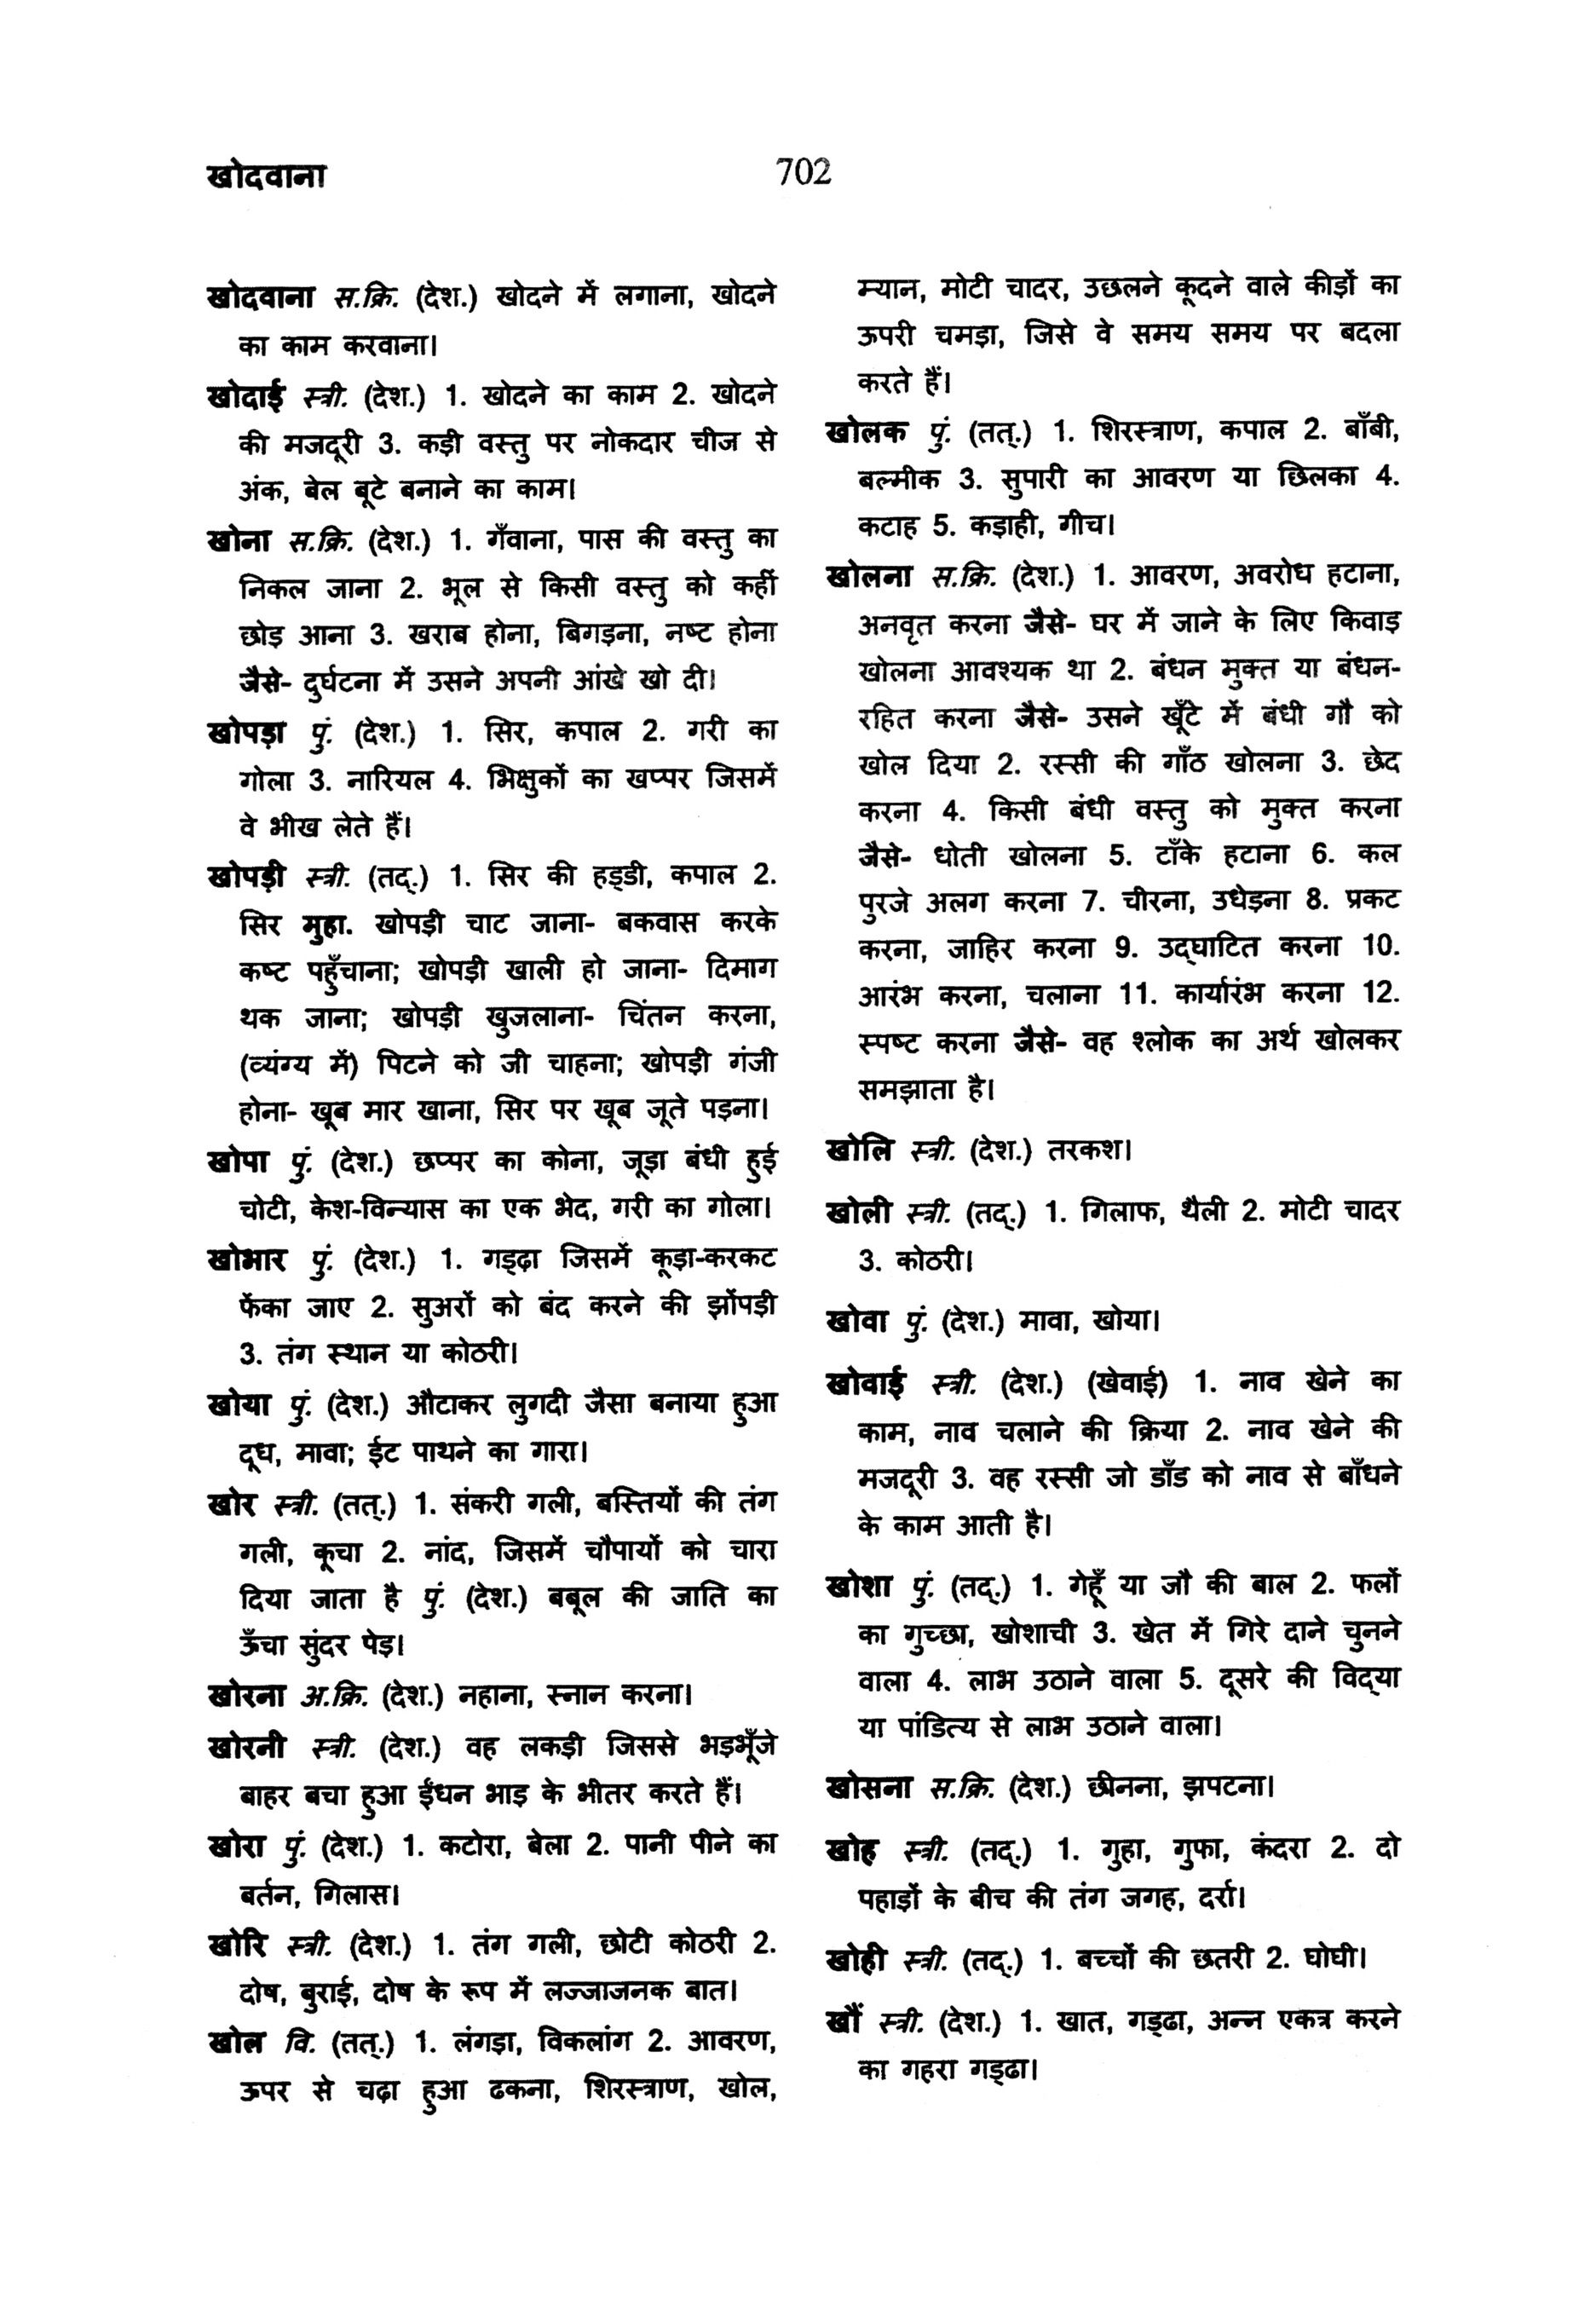 खोदवाना
702
खोदवाना स.क्रि. (देश.) खोदने में लगाना, खोदने
का काम करवाना।
खोदाई स्त्री. (देश.) 1. खोदने का काम 2. खोदने
की मजदूरी 3. कड़ी वस्तु पर नोकदार चीज से
अंक, बेल बूटे बनाने का काम।
खोना स.क्रि. (देश.) 1. गँवाना, पास की वस्तु का
निकल जाना 2. भूल से किसी वस्तु को कहीं
छोड़ आना 3. खराब होना, बिगड़ना, नष्ट होना
जैसे- दुर्घटना में उसने अपनी आंखे खो दी।
खोपड़ा पुं. (देश.) 1. सिर, कपाल 2. गरी का
गोला 3. नारियल 4. भिक्षुकों का खप्पर जिसमें
वे भीख लेते हैं।
खोपड़ी स्त्री. (तद्.) 1. सिर की हड्डी, कपाल 2.
सिर मुहा. खोपड़ी चाट जाना- बकवास करके
कष्ट पहुँचाना; खोपड़ी खाली हो जाना- दिमाग
थक जाना; खोपड़ी खुजलाना- चिंतन करना,
(व्यंग्य में) पिटने को जी चाहना; खोपड़ी गंजी
होना- खूब मार खाना, सिर पर खूब जूते पड़ना।
खोपा पुं. (देश.) छप्पर का कोना, जूड़ा बंधी हुई
चोटी, केश-विन्यास का एक भेद, गरी का गोला।
खोभार पुं. (देश.) 1. गड्ढ़ा जिसमें कूड़ा-करकट
फेंका जाए 2. सुअरों को बंद करने की झोंपड़ी
3. तंग स्थान या कोठरी।
खोया पुं. (देश.) औटाकर लुगदी जैसा बनाया हुआ
दूध, मावा; ईट पाथने का गारा।
खोर स्त्री. (तत्.) 1. संकरी गली, बस्तियों की तंग
गली, कूचा 2. नांद, जिसमें चौपायों को चारा
दिया जाता है पुं. (देश.) बबूल की जाति का
ऊँचा सुंदर पेड़।
खोरना अ.क्रि. (देश.) नहाना, स्नान करना।
खोरनी स्त्री. (देश.) वह लकड़ी जिससे भड़भूँजे
बाहर बचा हुआ ईंधन भाड़ के भीतर करते हैं।
खोरा पुं. (देश.) 1. कटोरा, बेला 2. पानी पीने का
बर्तन, गिलास।
खोरि स्त्री. (देश.) 1. तंग गली, छोटी कोठरी 2.
दोष, बुराई, दोष के रूप में लज्जाजनक बात।
खोल वि. (तत्.) 1. लंगड़ा, विकलांग 2. आवरण,
ऊपर से चढ़ा हुआ ढकना, शिरस्त्राण, खोल,
म्यान, मोटी चादर, उछलने कूदने वाले कीड़ों का
ऊपरी चमड़ा, जिसे वे समय समय पर बदला
करते हैं।
खोलक पुं. (तत्.) 1. शिरस्त्राण, कपाल 2. बाँबी,
बल्मीक 3. सुपारी का आवरण या छिलका 4.
कटाह 5. कड़ाही, गीच।
खोलना स.क्रि. (देश.) 1. आवरण, अवरोध हटाना,
अनवृत करना जैसे- घर में जाने के लिए किवाड़
खोलना आवश्यक था 2. बंधन मुक्त या बंधन-
रहित करना जैसे- उसने खूँटे में बंधी गौ को
खोल दिया 2. रस्सी की गाँठ खोलना 3. छेद
करना 4. किसी बंधी वस्तु को मुक्त करना
जैसे- धोती खोलना 5. टाँके हटाना 6. कल
पुरजे अलग करना 7. चीरना, उधेड़ना 8. प्रकट
करना, जाहिर करना 9. उद्घाटित करना 10.
आरंभ करना, चलाना 11. कार्यारंभ करना 12.
स्पष्ट करना जैसे- वह श्लोक का अर्थ खोलकर
समझाता है।
खोलि स्त्री. (देश.) तरकश।
खोली स्त्री. (तद्.) 1. गिलाफ, थैली 2. मोटी चादर
3. कोठरी।
खोवा पुं. (देश.) मावा, खोया।
खोवाई स्त्री. (देश.) (खेवाई) 1. नाव खेने का
काम, नाव चलाने की क्रिया 2. नाव खेने की
मजदूरी 3. वह रस्सी जो डाँड को नाव से बाँधने
के काम आती है।
खोशा पुं. (तद्.) 1. गेहूँ या जौ की बाल 2. फलों
का गुच्छा, खोशाची 3. खेत में गिरे दाने चुनने
वाला 4. लाभ उठाने वाला 5. दूसरे की विद्‌या
या पांडित्य से लाभ उठाने वाला।
खोसना स.क्रि. (देश.) छीनना, झपटना।
खोह स्त्री. (तद्.) 1. गुहा, गुफा, कंदरा 2. दो
पहाड़ों के बीच की तंग जगह, दर्रा।
खोही स्त्री. (तद्.) 1. बच्चों की छतरी 2. घोघी।
खौं स्त्री. (देश.) 1. खात, गड्ढा, अन्न एकत्र करने
का गहरा गड्ढा।